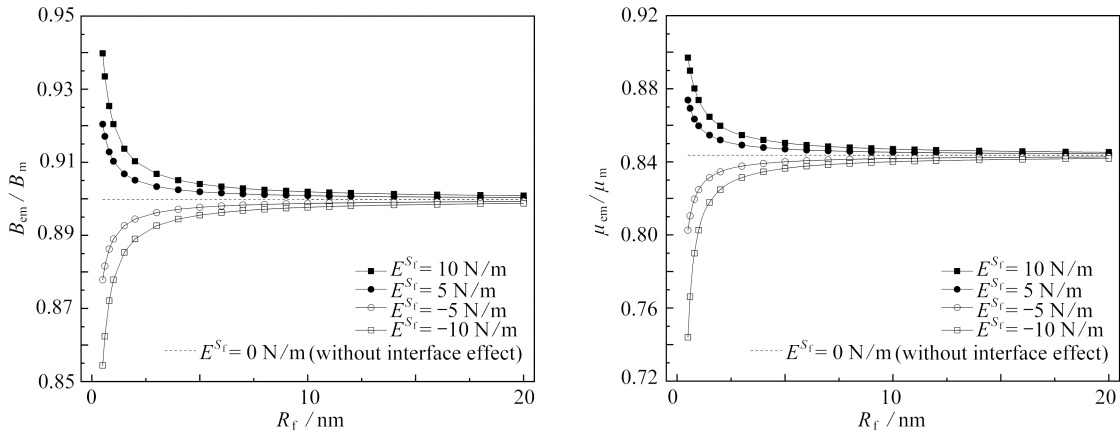 0.95
0.93
0.91
0.89
0.87
0.85
B_em / B_m
E^{S_f} = 10 N/m
E^{S_f} = 5 N/m
E^{S_f} = −5 N/m
E^{S_f} = −10 N/m
E^{S_f} = 0 N/m (without interface effect)
0 10 20
R_f / nm
0.92
0.88
0.84
0.80
0.76
0.72
μ_em / μ_m
E^{S_f} = 10 N/m
E^{S_f} = 5 N/m
E^{S_f} = −5 N/m
E^{S_f} = −10 N/m
E^{S_f} = 0 N/m (without interface effect)
0 10 20
R_f / nm